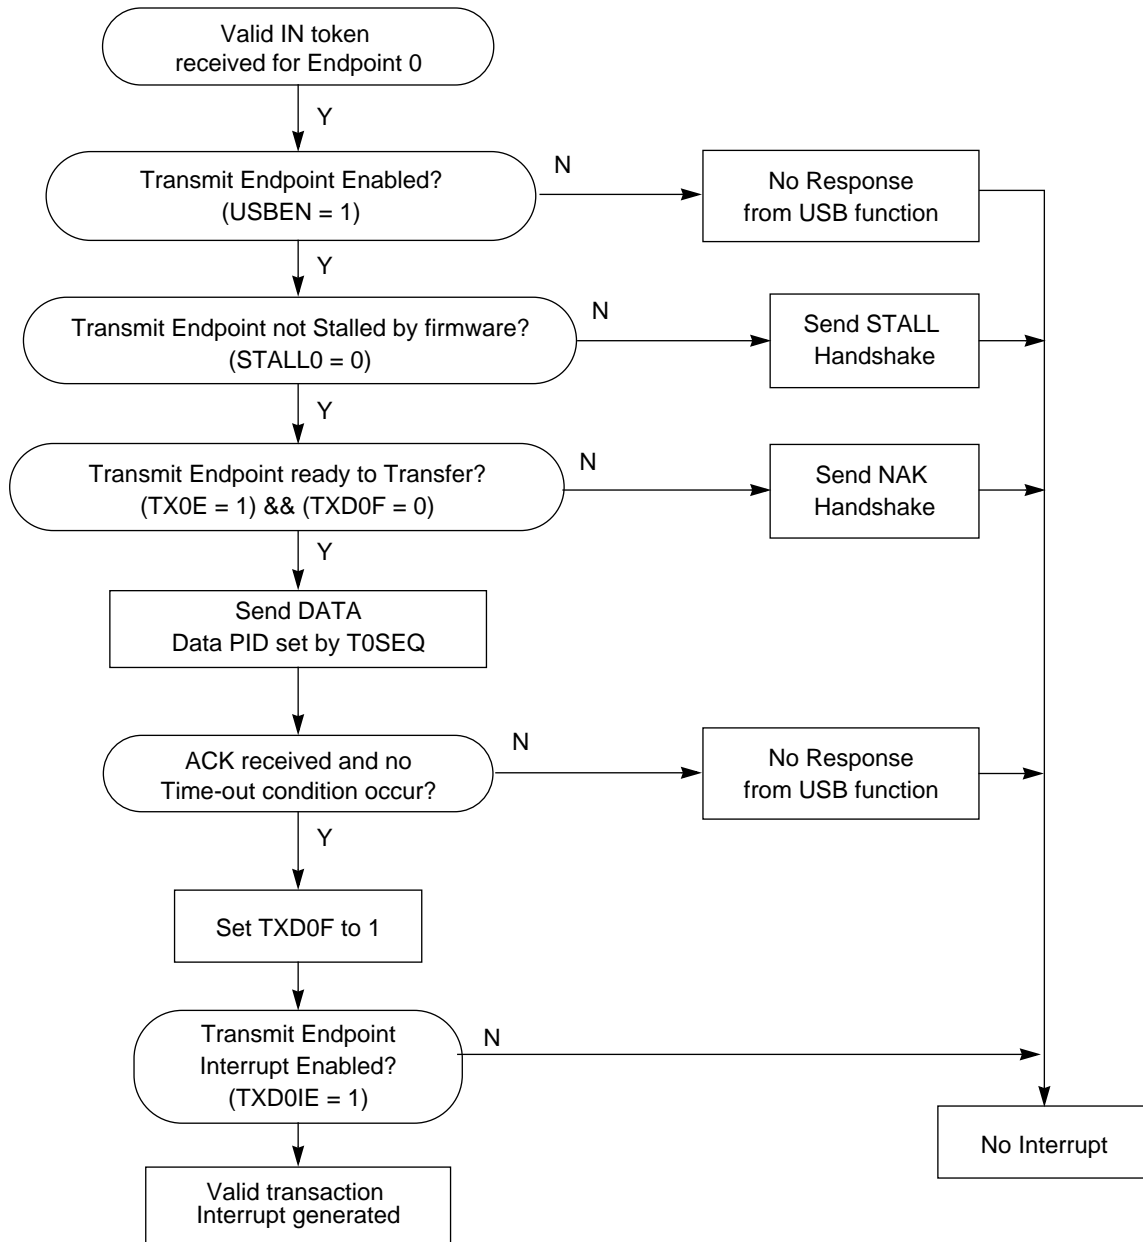 Valid IN token
received for Endpoint 0
Y
Transmit Endpoint Enabled?
(USBEN = 1)
N
No Response
from USB function
Y
Transmit Endpoint not Stalled by firmware?
(STALL0 = 0)
N
Send STALL
Handshake
Y
Transmit Endpoint ready to Transfer?
(TX0E = 1) && (TXD0F = 0)
N
Send NAK
Handshake
Y
Send DATA
Data PID set by T0SEQ
ACK received and no
Time-out condition occur?
N
No Response
from USB function
Y
Set TXD0F to 1
Transmit Endpoint
Interrupt Enabled?
(TXD0IE = 1)
N
No Interrupt
Valid transaction
Interrupt generated